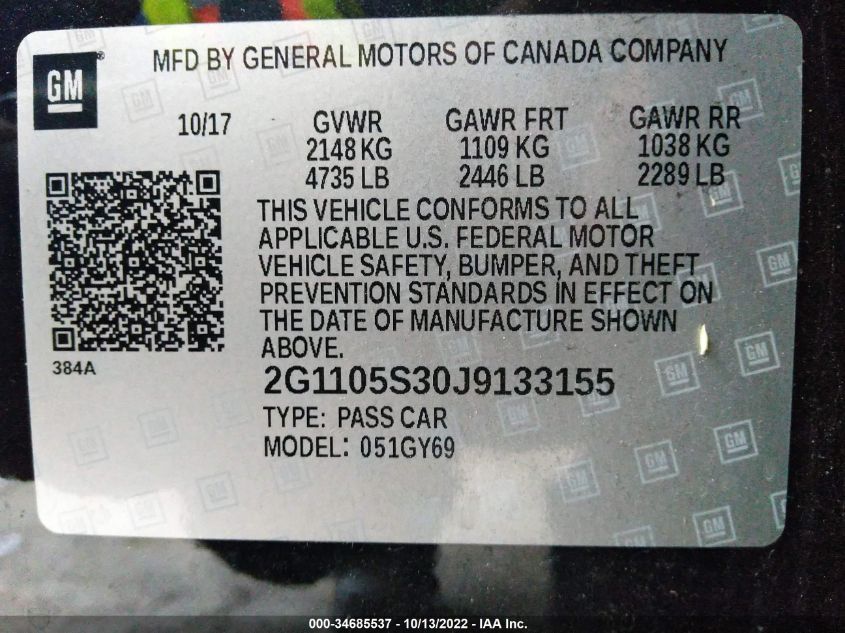 GM
MFD BY GENERAL MOTORS OF CANADA COMPANY
10/17 GVWR GAWR FRT GAWR RR
2148 KG 1109 KG 1038 KG
4735 LB 2446 LB 2289 LB
THIS VEHICLE CONFORMS TO ALL
APPLICABLE U.S. FEDERAL MOTOR
VEHICLE SAFETY, BUMPER, AND THEFT
PREVENTION STANDARDS IN EFFECT ON
THE DATE OF MANUFACTURE SHOWN
ABOVE.
384A
2G1105S30J9133155
TYPE: PASS CAR
MODEL: 051GY69
000-34685537 - 10/13/2022 - IAA Inc.